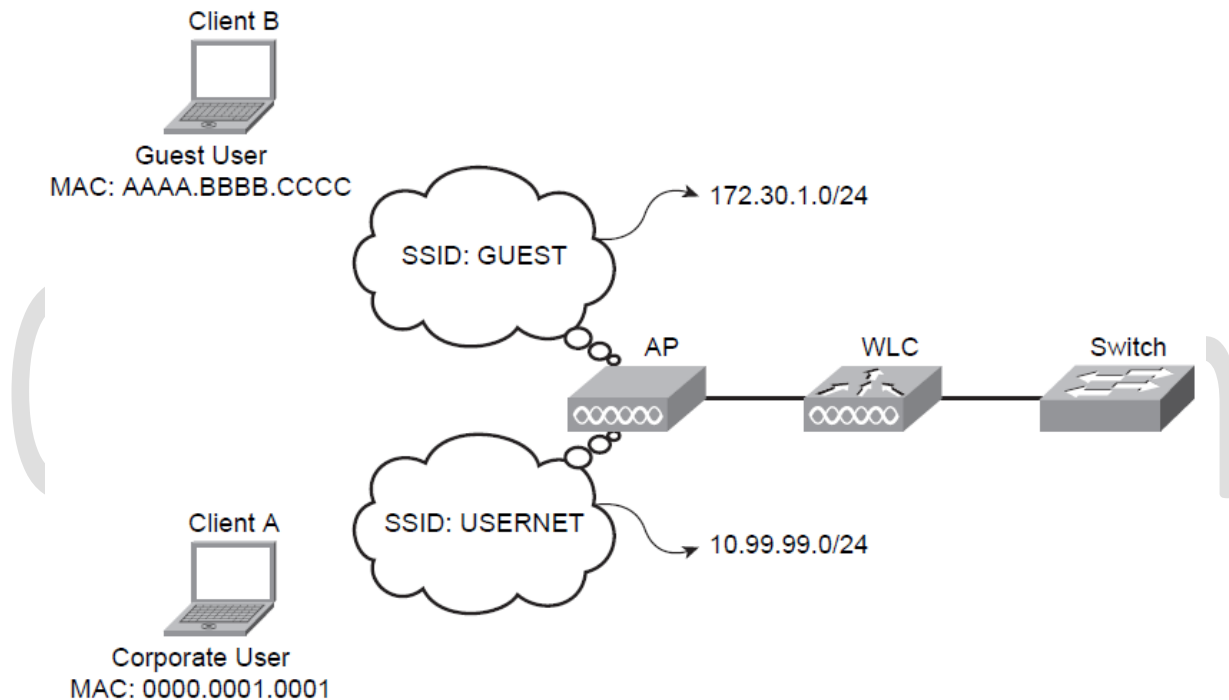 Client B
Guest User
MAC: AAAA.BBBB.CCCC
172.30.1.0/24
SSID: GUEST
AP
WLC
Switch
SSID: USERNET
Client A
10.99.99.0/24
Corporate User
MAC: 0000.0001.0001